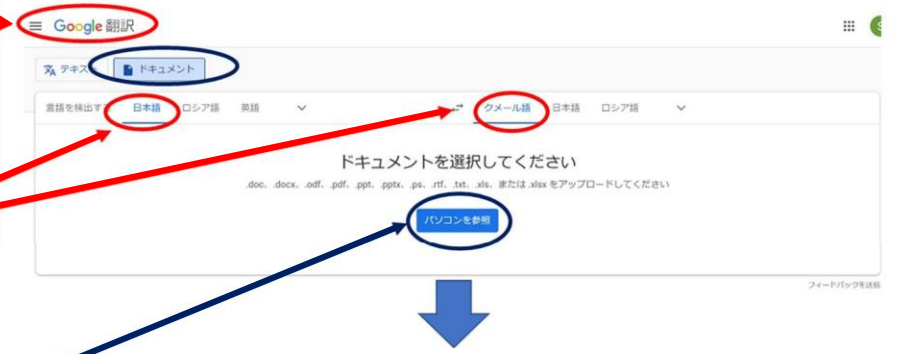 Google 翻訳
テキス
ドキュメント
言語を検出す 日本語 ロシア語 英語
クメール語 日本語 ロシア語
ドキュメントを選択してください
.doc、.docx、.odf、.pdf、.ppt、.pptx、.ps、.rtf、.txt、.xls、または .xlsx をアップロードしてください
パソコンを参照
フィードバックを送信